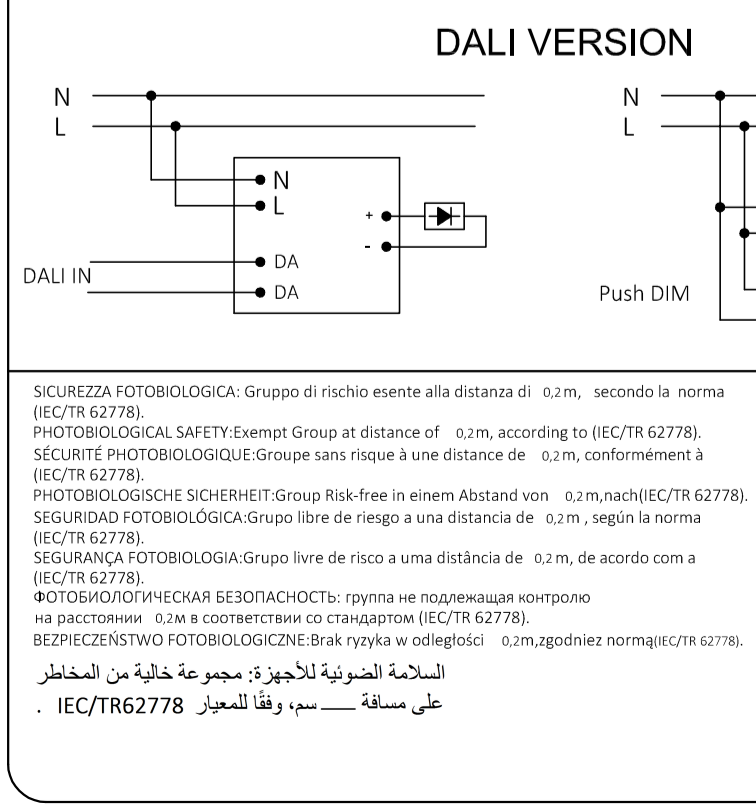 DALI VERSION
N
L
N
L
+
-
DALI IN
DA
DA
N
L
Push DIM
SICUREZZA FOTOBIOLOGICA: Gruppo di rischio esente alla distanza di 0,2m, secondo la norma
(IEC/TR 62778).
PHOTOBIOLOGICAL SAFETY:Exempt Group at distance of 0,2m, according to (IEC/TR 62778).
SÉCURITÉ PHOTOBIOLOGIQUE:Groupe sans risque à une distance de 0,2m, conformément à
(IEC/TR 62778).
PHOTOBIOLOGISCHE SICHERHEIT:Group Risk-free in einem Abstand von 0,2m,nach(IEC/TR 62778).
SEGURIDAD FOTOBIOLÓGICA:Grupo libre de riesgo a una distancia de 0,2m , según la norma
(IEC/TR 62778).
SEGURANÇA FOTOBIOLOGIA:Grupo livre de risco a uma distância de 0,2m, de acordo com a
(IEC/TR 62778).
ФОТОБИОЛОГИЧЕСКАЯ БЕЗОПАСНОСТЬ: группа не подлежащая контролю
на расстоянии 0,2м в соответствии со стандартом (IEC/TR 62778).
BEZPIECZEŃSTWO FOTOBIOLOGICZNE:Brak ryzyka w odległości 0,2m,zgodniez normą(IEC/TR 62778).
السلامة الضوئية للأجهزة: مجموعة خالية من المخاطر
على مسافة ___ سم، وفقًا للمعيار IEC/TR62778 .